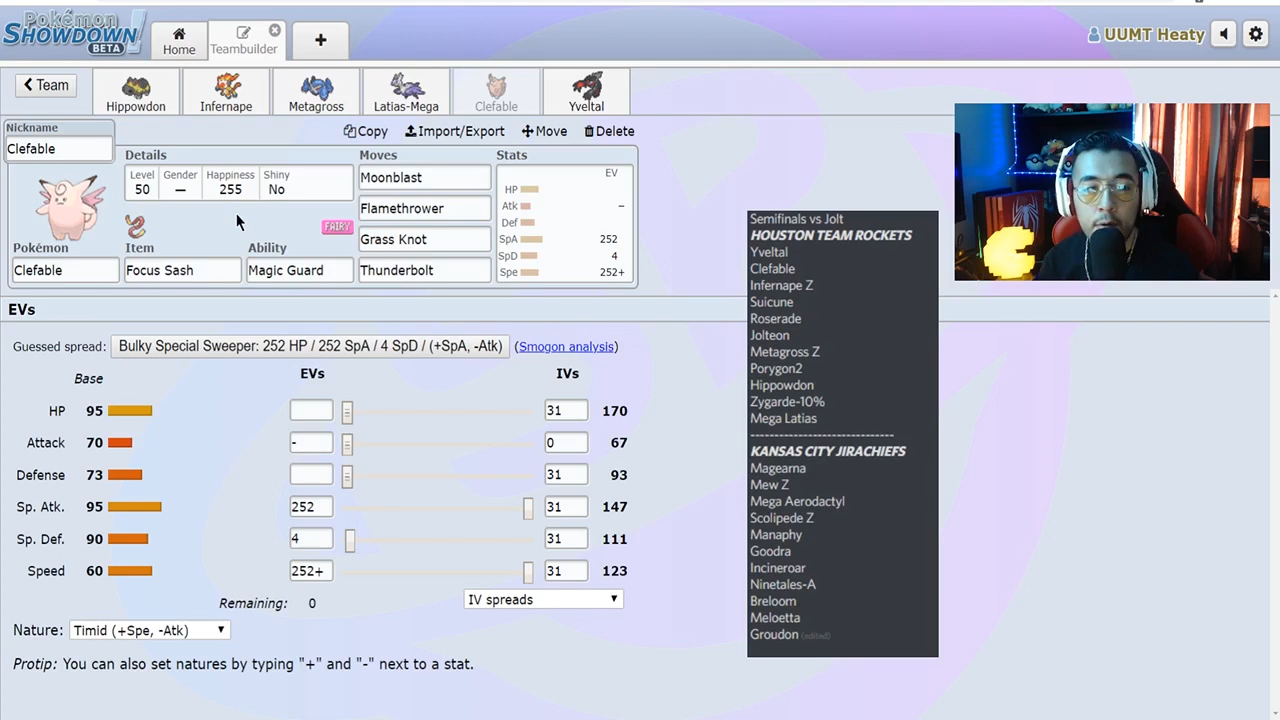 Pokémon
SHOWDOWN!
BETA
Home
Teambuilder
UUMT Heaty
Team
Hippowdon
Infernape
Metagross
Latias-Mega
Clefable
Yveltal
Nickname
Clefable
Copy
Import/Export
Move
Delete
Details
Level
50
Gender
—
Happiness
255
Shiny
No
FAIRY
Pokémon
Clefable
Item
Focus Sash
Ability
Magic Guard
Moves
Moonblast
Flamethrower
Grass Knot
Thunderbolt
Stats
EV
HP
Atk –
Def
SpA 252
SpD 4
Spe 252+
EVs
Guessed spread: Bulky Special Sweeper: 252 HP / 252 SpA / 4 SpD / (+SpA, -Atk) (Smogon analysis)
Base EVs IVs
HP 95 31 170
Attack 70 - 0 67
Defense 73 31 93
Sp. Atk. 95 252 31 147
Sp. Def. 90 4 31 111
Speed 60 252+ 31 123
Remaining: 0 IV spreads
Nature: Timid (+Spe, -Atk)
Protip: You can also set natures by typing "+" and "-" next to a stat.
Semifinals vs Jolt
HOUSTON TEAM ROCKETS
Yveltal
Clefable
Infernape Z
Suicune
Roserade
Jolteon
Metagross Z
Porygon2
Hippowdon
Zygarde-10%
Mega Latias
------------------------------
KANSAS CITY JIRACHIEFS
Magearna
Mew Z
Mega Aerodactyl
Scolipede Z
Manaphy
Goodra
Incineroar
Ninetales-A
Breloom
Meloetta
Groudon (edited)